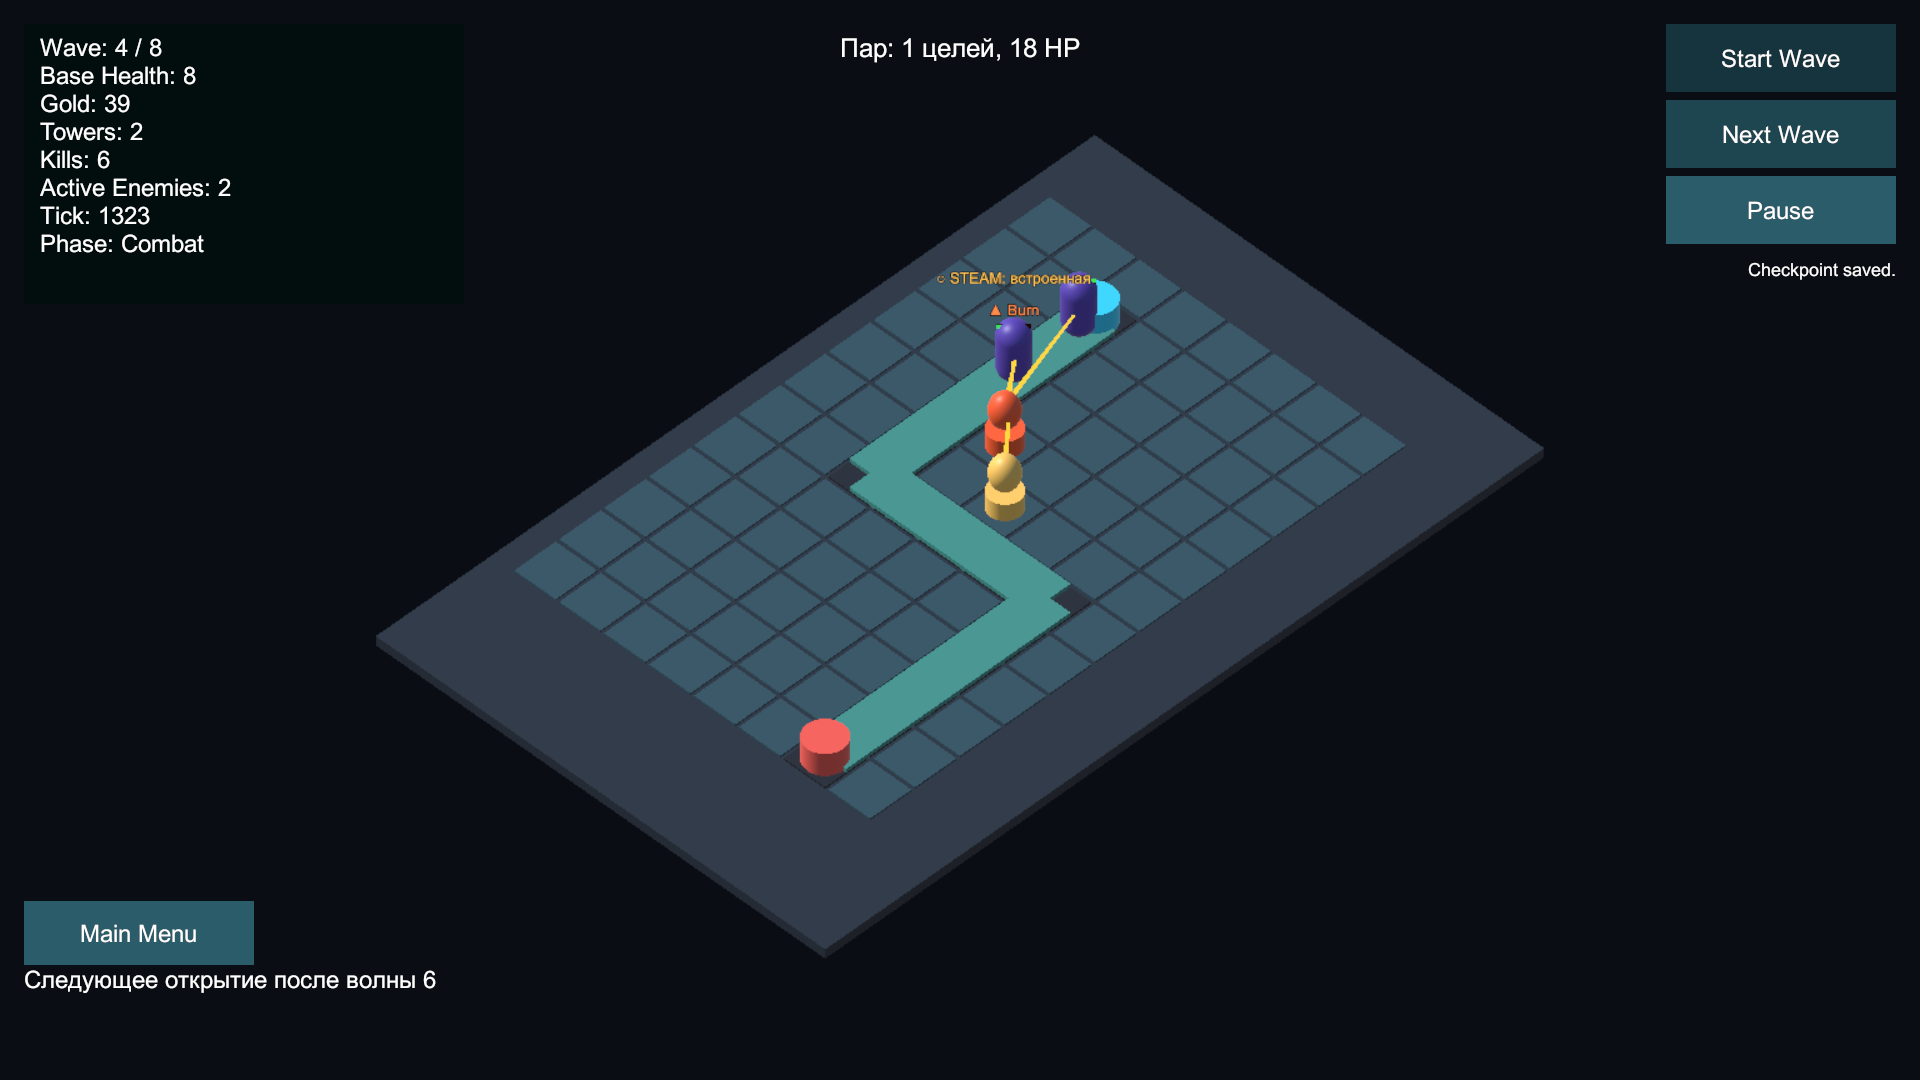 Wave: 4 / 8
Base Health: 8
Gold: 39
Towers: 2
Kills: 6
Active Enemies: 2
Tick: 1323
Phase: Combat
Пар: 1 целей, 18 HP
Start Wave
Next Wave
Pause
Checkpoint saved.
○ STEAM: встроенная
▲ Burn
Main Menu
Следующее открытие после волны 6